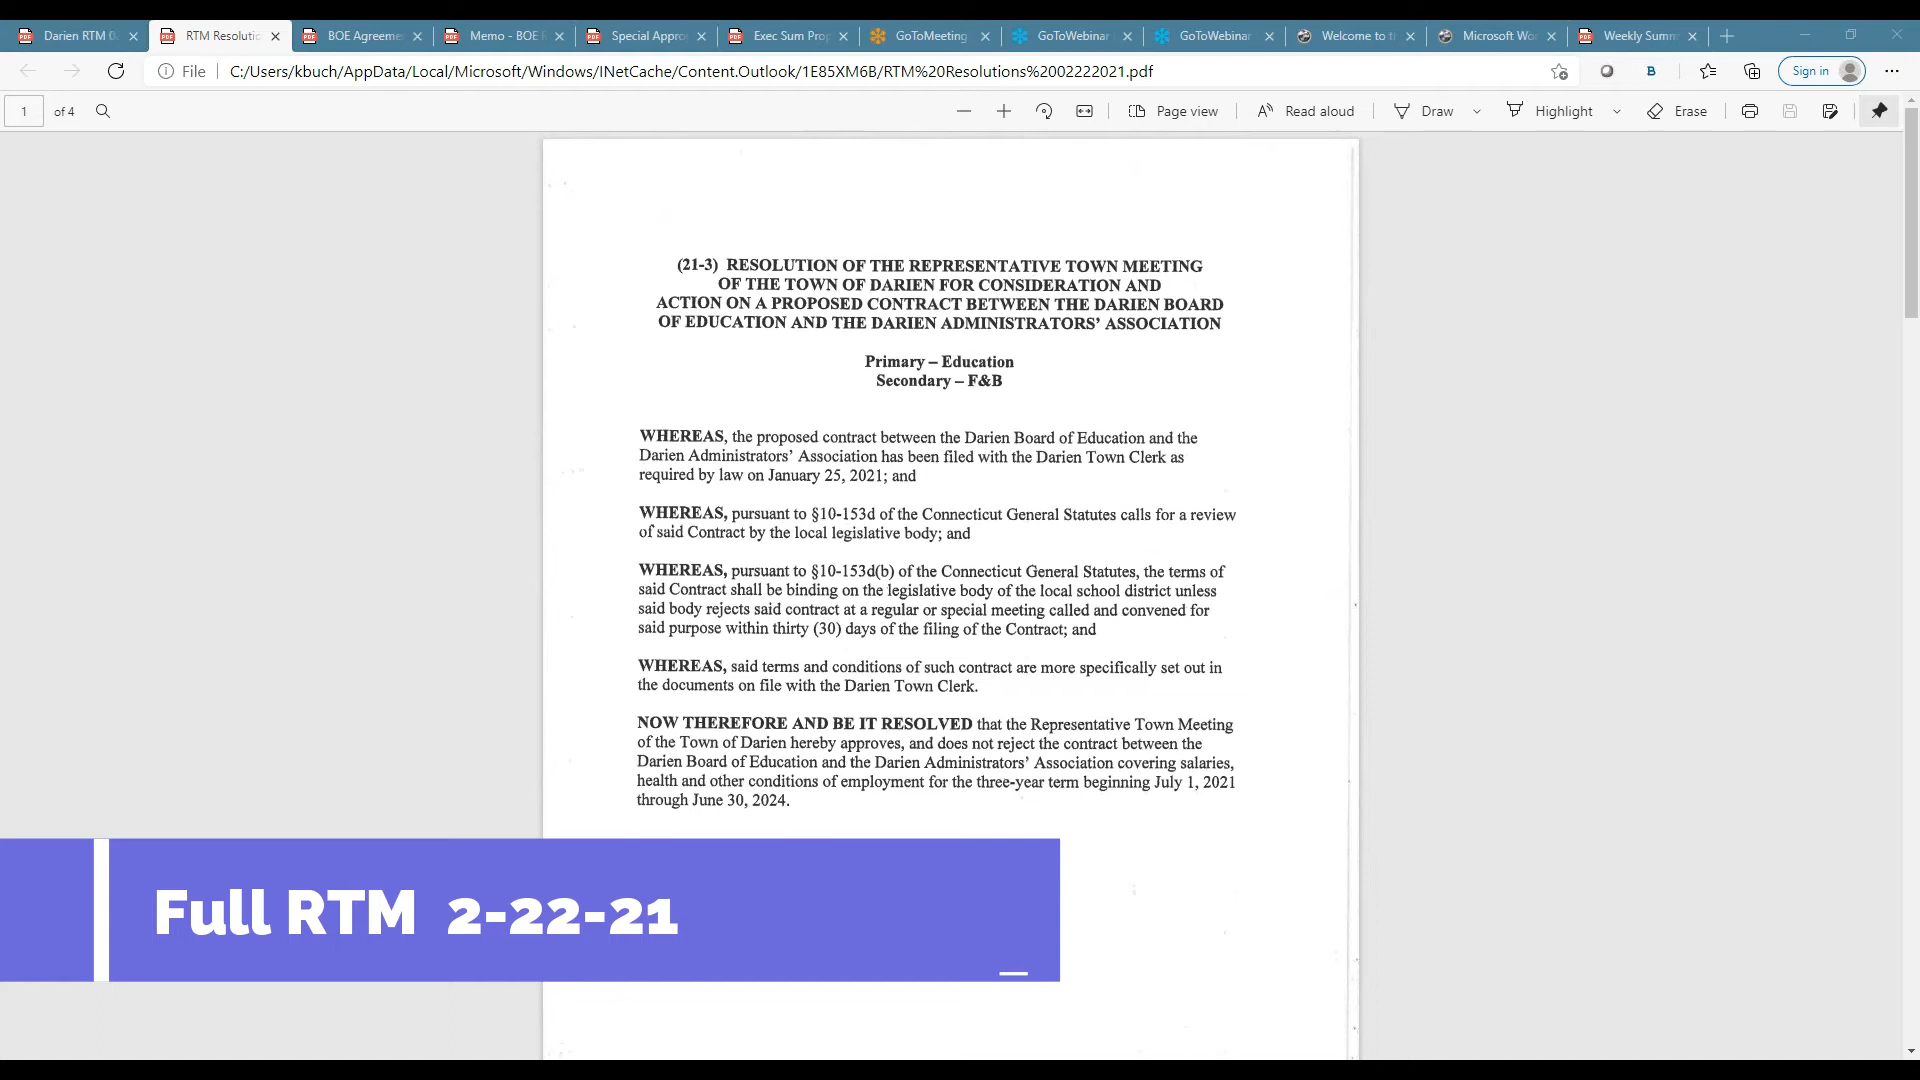 Darien RTM 0
RTM Resolutio
BOE Agreeme
Memo - BOE R
Special Appro
Exec Sum Pro
GoToMeeting
GoToWebinar
GoToWebinar
Welcome to t
Microsoft Wo
Weekly Summ
File
C:/Users/kbuch/AppData/Local/Microsoft/Windows/INetCache/Content.Outlook/1E85XM6B/RTM%20Resolutions%2002222021.pdf
B
Sign in
1 of 4
Page view
Read aloud
Draw
Highlight
Erase
(21-3) RESOLUTION OF THE REPRESENTATIVE TOWN MEETING
OF THE TOWN OF DARIEN FOR CONSIDERATION AND
ACTION ON A PROPOSED CONTRACT BETWEEN THE DARIEN BOARD
OF EDUCATION AND THE DARIEN ADMINISTRATORS' ASSOCIATION
Primary – Education
Secondary – F&B
WHEREAS, the proposed contract between the Darien Board of Education and the
Darien Administrators' Association has been filed with the Darien Town Clerk as
required by law on January 25, 2021; and
WHEREAS, pursuant to §10-153d of the Connecticut General Statutes calls for a review
of said Contract by the local legislative body; and
WHEREAS, pursuant to §10-153d(b) of the Connecticut General Statutes, the terms of
said Contract shall be binding on the legislative body of the local school district unless
said body rejects said contract at a regular or special meeting called and convened for
said purpose within thirty (30) days of the filing of the Contract; and
WHEREAS, said terms and conditions of such contract are more specifically set out in
the documents on file with the Darien Town Clerk.
NOW THEREFORE AND BE IT RESOLVED that the Representative Town Meeting
of the Town of Darien hereby approves, and does not reject the contract between the
Darien Board of Education and the Darien Administrators' Association covering salaries,
health and other conditions of employment for the three-year term beginning July 1, 2021
through June 30, 2024.
Full RTM 2-22-21